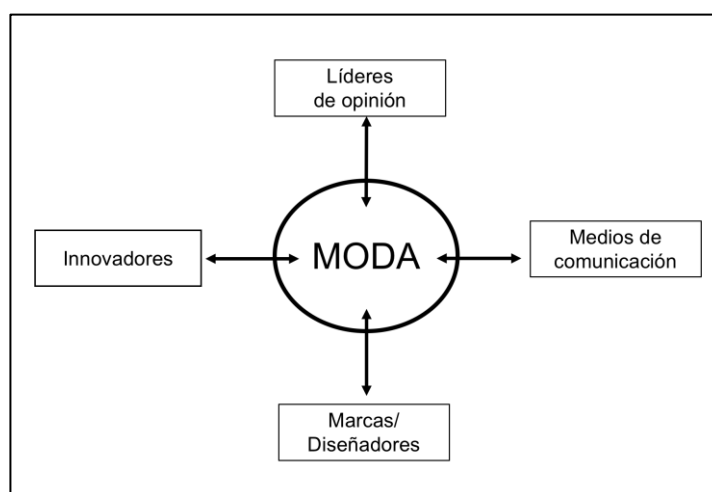 Líderes
de opinión
Innovadores
MODA
Medios de
comunicación
Marcas/
Diseñadores